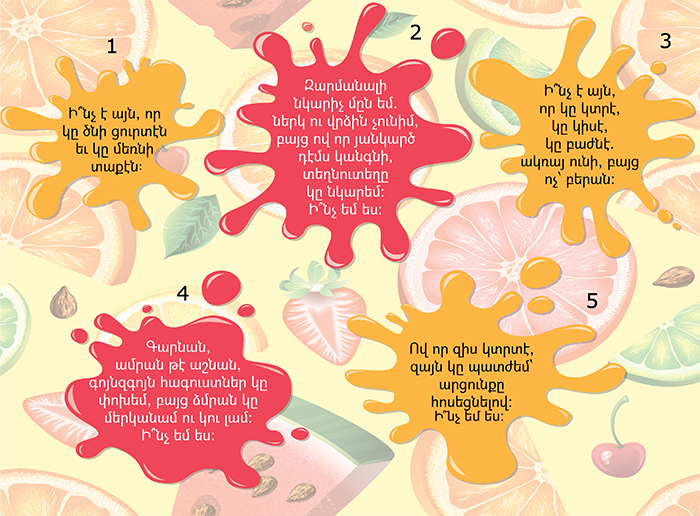 1
Ի՞նչ է այն, որ
կը ծնի ցուրտէն
եւ կը մեռնի
տաքէն:
2
Զարմանալի
նկարիչ մըն եմ.
ներկ ու վրձին չունիմ,
բայց ով որ յանկարծ
դէմս կանգնի,
տեղնուտեղը
կը նկարեմ:
Ի՞նչ եմ ես:
3
Ի՞նչ է այն,
որ կը կտրէ,
կը կիսէ,
կը բաժնէ.
ակռայ ունի, բայց
ոչ՝ բերան:
4
Գարնան,
ամրան թէ աշնան,
գոյնզգոյն հագուստներ կը
փոխեմ, բայց ձմրան կը
մերկանամ ու կու լամ:
Ի՞նչ եմ ես:
5
Ով որ զիս կտրտէ,
զայն կը պատժեմ՝
արցունքը
հոսեցնելով:
Ի՞նչ եմ ես: